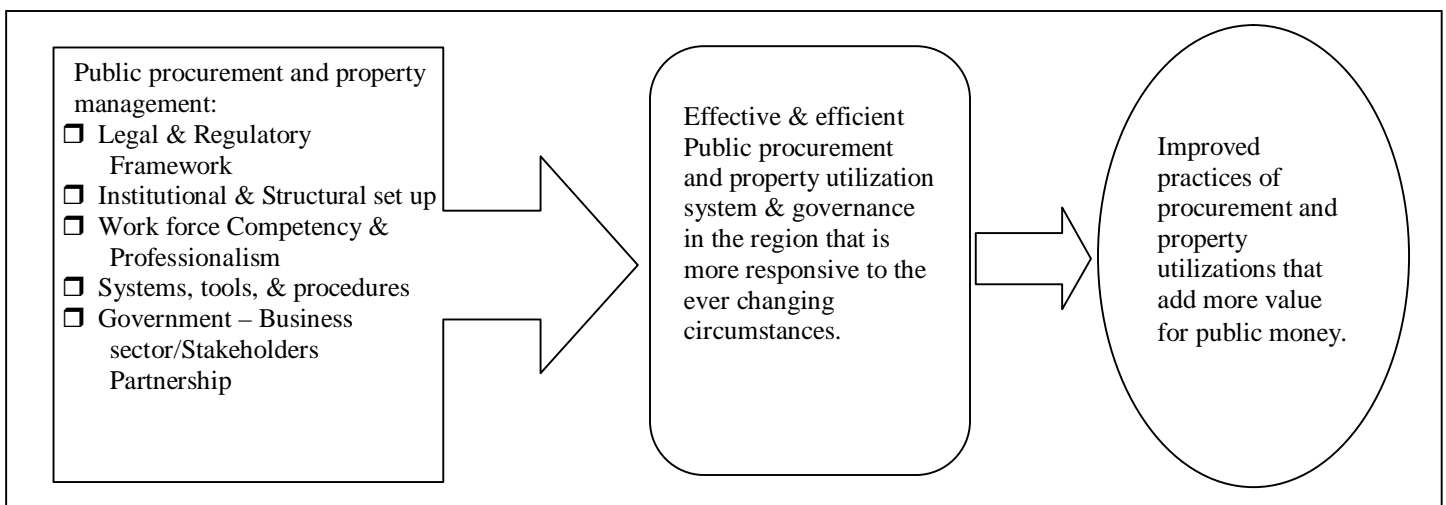 Public procurement and property
management:
❒ Legal & Regulatory
Framework
❒ Institutional & Structural set up
❒ Work force Competency &
Professionalism
❒ Systems, tools, & procedures
❒ Government – Business
sector/Stakeholders
Partnership
Effective & efficient
Public procurement
and property utilization
system & governance
in the region that is
more responsive to the
ever changing
circumstances.
Improved
practices of
procurement and
property
utilizations that
add more value
for public money.